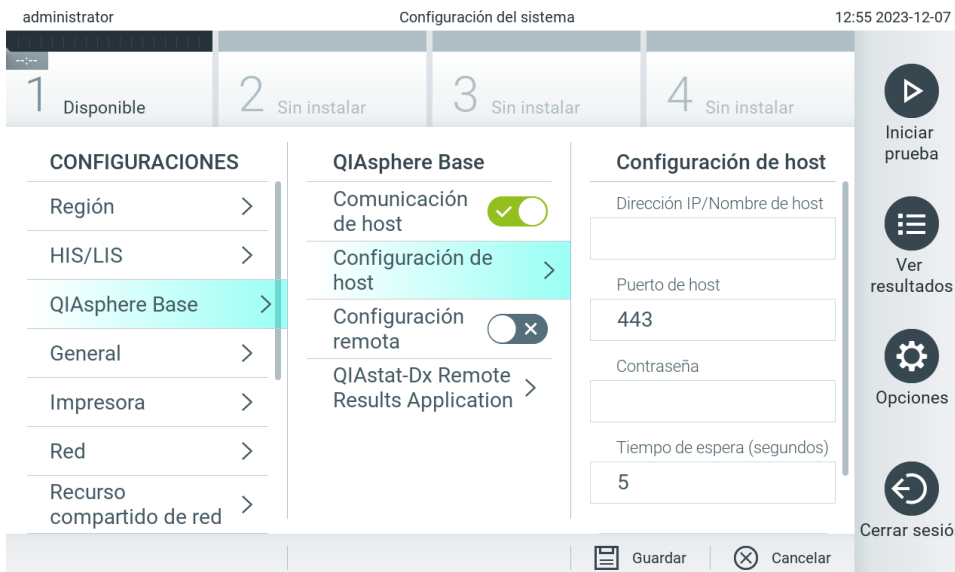 administrator
Configuración del sistema
12:55 2023-12-07
--:--
1 Disponible
2 Sin instalar
3 Sin instalar
4 Sin instalar
CONFIGURACIONES
Región
HIS/LIS
QIAsphere Base
General
Impresora
Red
Recurso
compartido de red
QIAsphere Base
Comunicación
de host
Configuración de
host
Configuración
remota
QIAstat-Dx Remote
Results Application
Configuración de host
Dirección IP/Nombre de host
Puerto de host
443
Contraseña
Tiempo de espera (segundos)
5
Iniciar
prueba
Ver
resultados
Opciones
Cerrar sesió
Guardar
Cancelar